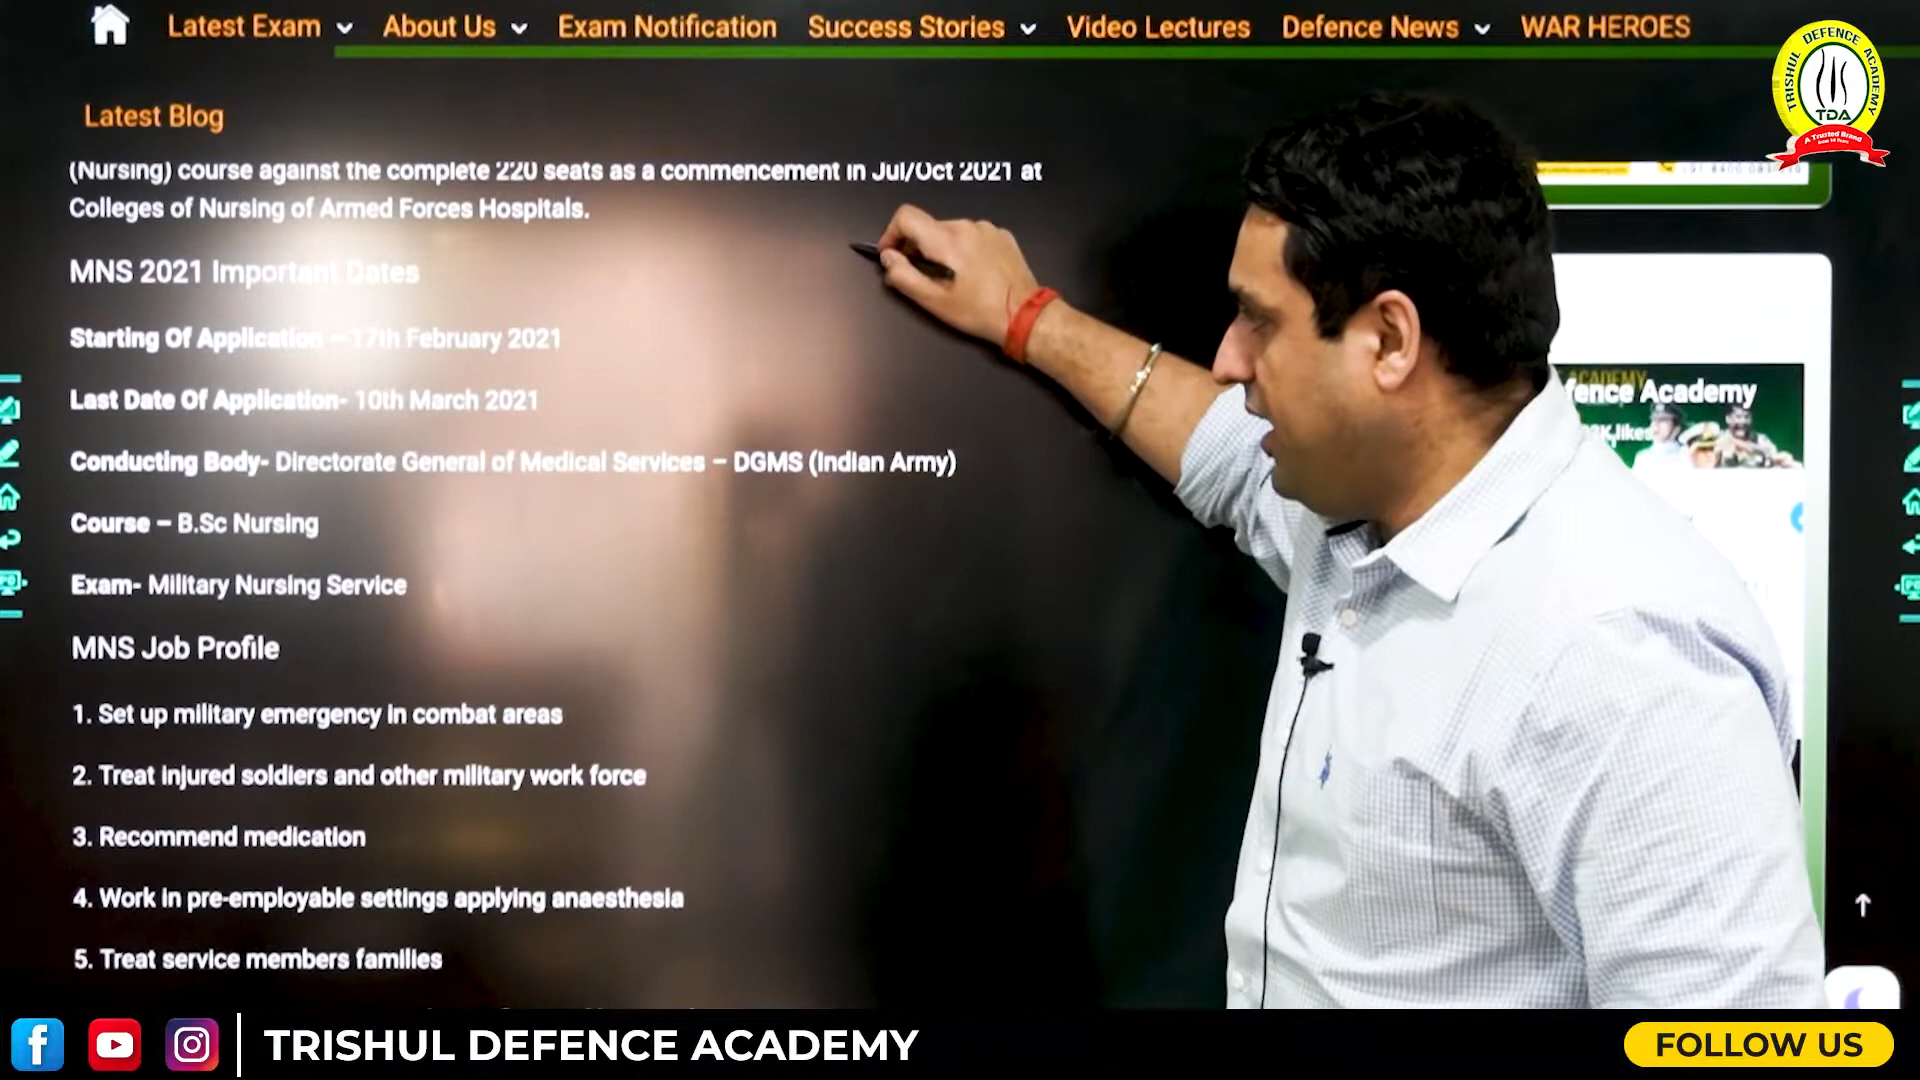 Latest Exam
About Us
Exam Notification
Success Stories
Video Lectures
Defence News
WAR HEROES
TRISHUL DEFENCE ACADEMY
TDA
A Trusted Brand
Latest Blog
(Nursing) course against the complete 220 seats as a commencement in Jul/Oct 2021 at
Colleges of Nursing of Armed Forces Hospitals.
MNS 2021 Important Dates
Starting Of Application – 17th February 2021
Last Date Of Application- 10th March 2021
Conducting Body- Directorate General of Medical Services – DGMS (Indian Army)
Course – B.Sc Nursing
Exam- Military Nursing Service
MNS Job Profile
1. Set up military emergency in combat areas
2. Treat injured soldiers and other military work force
3. Recommend medication
4. Work in pre-employable settings applying anaesthesia
5. Treat service members families
ACADEMY
fence Academy
likes
TRISHUL DEFENCE ACADEMY
FOLLOW US